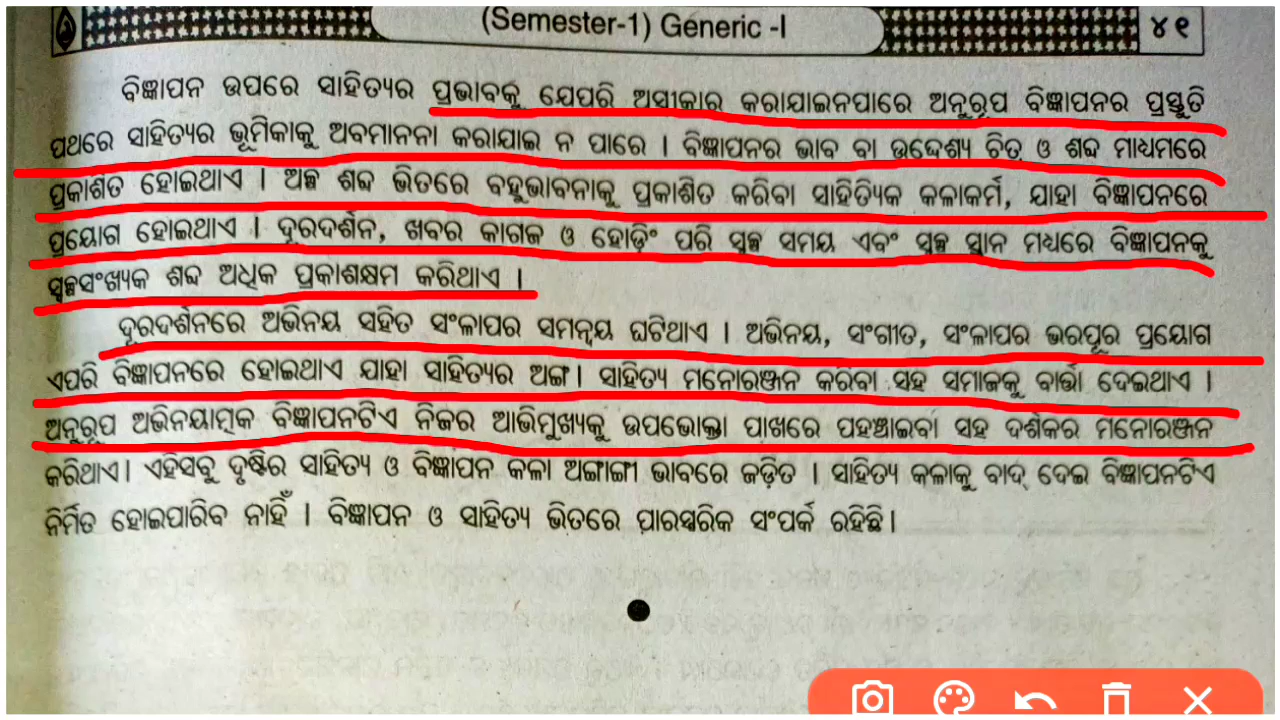 (Semester-1) Generic -I
୪୧
ବିଜ୍ଞାପନ ଉପରେ ସାହିତ୍ୟର ପ୍ରଭାବକୁ ଯେପରି ଅସ୍ୱୀକାର କରାଯାଇନପାରେ ଅନୁରୂପ ବିଜ୍ଞାପନର ପ୍ରସ୍ତୁତି
ପଥରେ ସାହିତ୍ୟର ଭୂମିକାକୁ ଅବମାନନା କରାଯାଇ ନ ପାରେ । ବିଜ୍ଞାପନର ଭାବ ବା ଉଦ୍ଦେଶ୍ୟ ଚିତ୍ର ଓ ଶବ୍ଦ ମାଧ୍ୟମରେ
ପ୍ରକାଶିତ ହୋଇଥାଏ । ଅଳ୍ପ ଶବ୍ଦ ଭିତରେ ବହୁଭାବନାକୁ ପ୍ରକାଶିତ କରିବା ସାହିତ୍ୟିକ କଳାକର୍ମ, ଯାହା ବିଜ୍ଞାପନରେ
ପ୍ରୟୋଗ ହୋଇଥାଏ । ଦୂରଦର୍ଶନ, ଖବର କାଗଜ ଓ ହୋଡ଼ିଂ ପରି ସ୍ୱଳ୍ପ ସମୟ ଏବଂ ସ୍ୱଳ୍ପ ସ୍ଥାନ ମଧ୍ୟରେ ବିଜ୍ଞାପନକୁ
ସ୍ୱଳ୍ପସଂଖ୍ୟକ ଶବ୍ଦ ଅଧିକ ପ୍ରକାଶକ୍ଷମ କରିଥାଏ ।
ଦୂରଦର୍ଶନରେ ଅଭିନୟ ସହିତ ସଂଳାପର ସମନ୍ୱୟ ଘଟିଥାଏ । ଅଭିନୟ, ସଂଗୀତ, ସଂଳାପର ଭରପୂର ପ୍ରୟୋଗ
ଏପରି ବିଜ୍ଞାପନରେ ହୋଇଥାଏ ଯାହା ସାହିତ୍ୟର ଅଙ୍ଗ । ସାହିତ୍ୟ ମନୋରଞ୍ଜନ କରିବା ସହ ସମାଜକୁ ବାର୍ତ୍ତା ଦେଇଥାଏ ।
ଅନୁରୂପ ଅଭିନୟାତ୍ମକ ବିଜ୍ଞାପନଟିଏ ନିଜର ଆଭିମୁଖ୍ୟକୁ ଉପଭୋକ୍ତା ପାଖରେ ପହଞ୍ଚାଇବା ସହ ଦର୍ଶକର ମନୋରଞ୍ଜନ
କରିଥାଏ । ଏହିସବୁ ଦୃଷ୍ଟିର ସାହିତ୍ୟ ଓ ବିଜ୍ଞାପନ କଳା ଅଙ୍ଗାଙ୍ଗୀ ଭାବରେ ଜଡ଼ିତ । ସାହିତ୍ୟ କଳାକୁ ବାଦ୍ ଦେଇ ବିଜ୍ଞାପନଟିଏ
ନିର୍ମିତ ହୋଇପାରିବ ନାହିଁ । ବିଜ୍ଞାପନ ଓ ସାହିତ୍ୟ ଭିତରେ ପାରସ୍ପରିକ ସଂପର୍କ ରହିଛି ।